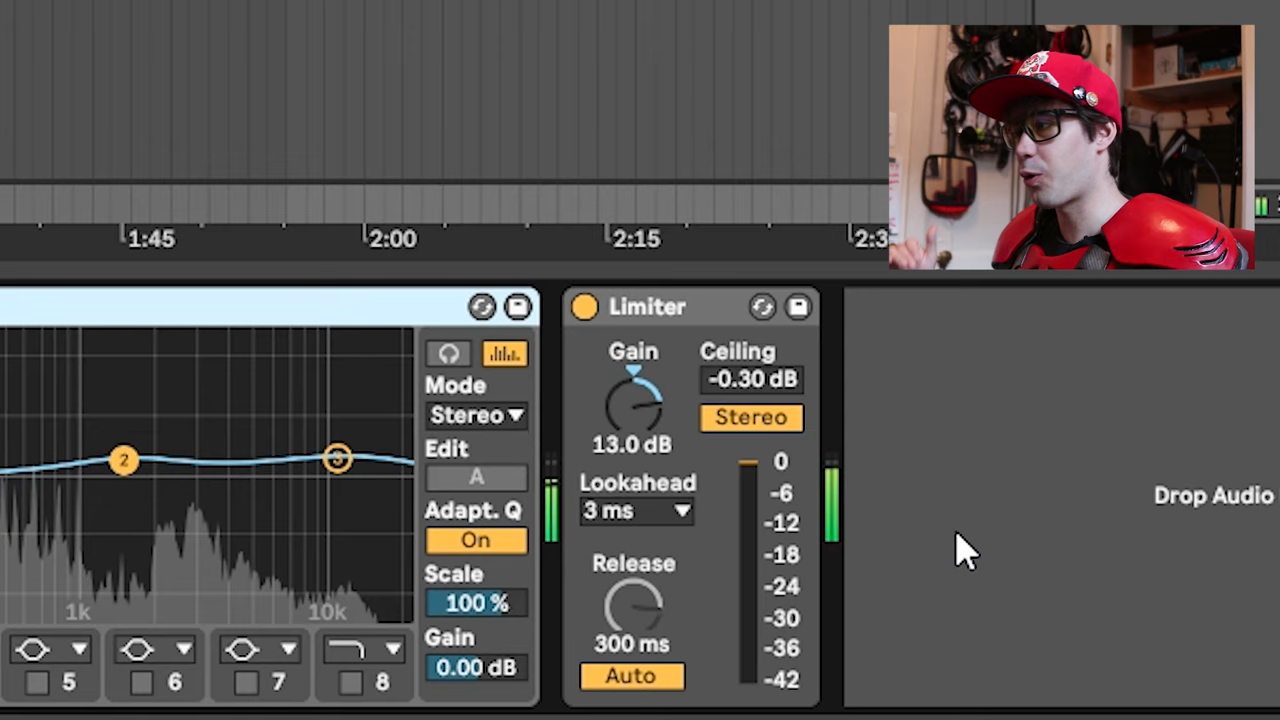 1:45
2:00
2:15
2:3
Limiter
Mode
Stereo
Edit
A
Adapt. Q
On
Scale
100 %
Gain
0.00 dB
1k
10k
2
3
5
6
7
8
Gain
13.0 dB
Ceiling
-0.30 dB
Stereo
Lookahead
3 ms
Release
300 ms
Auto
0
-6
-12
-18
-24
-30
-36
-42
Drop Audio